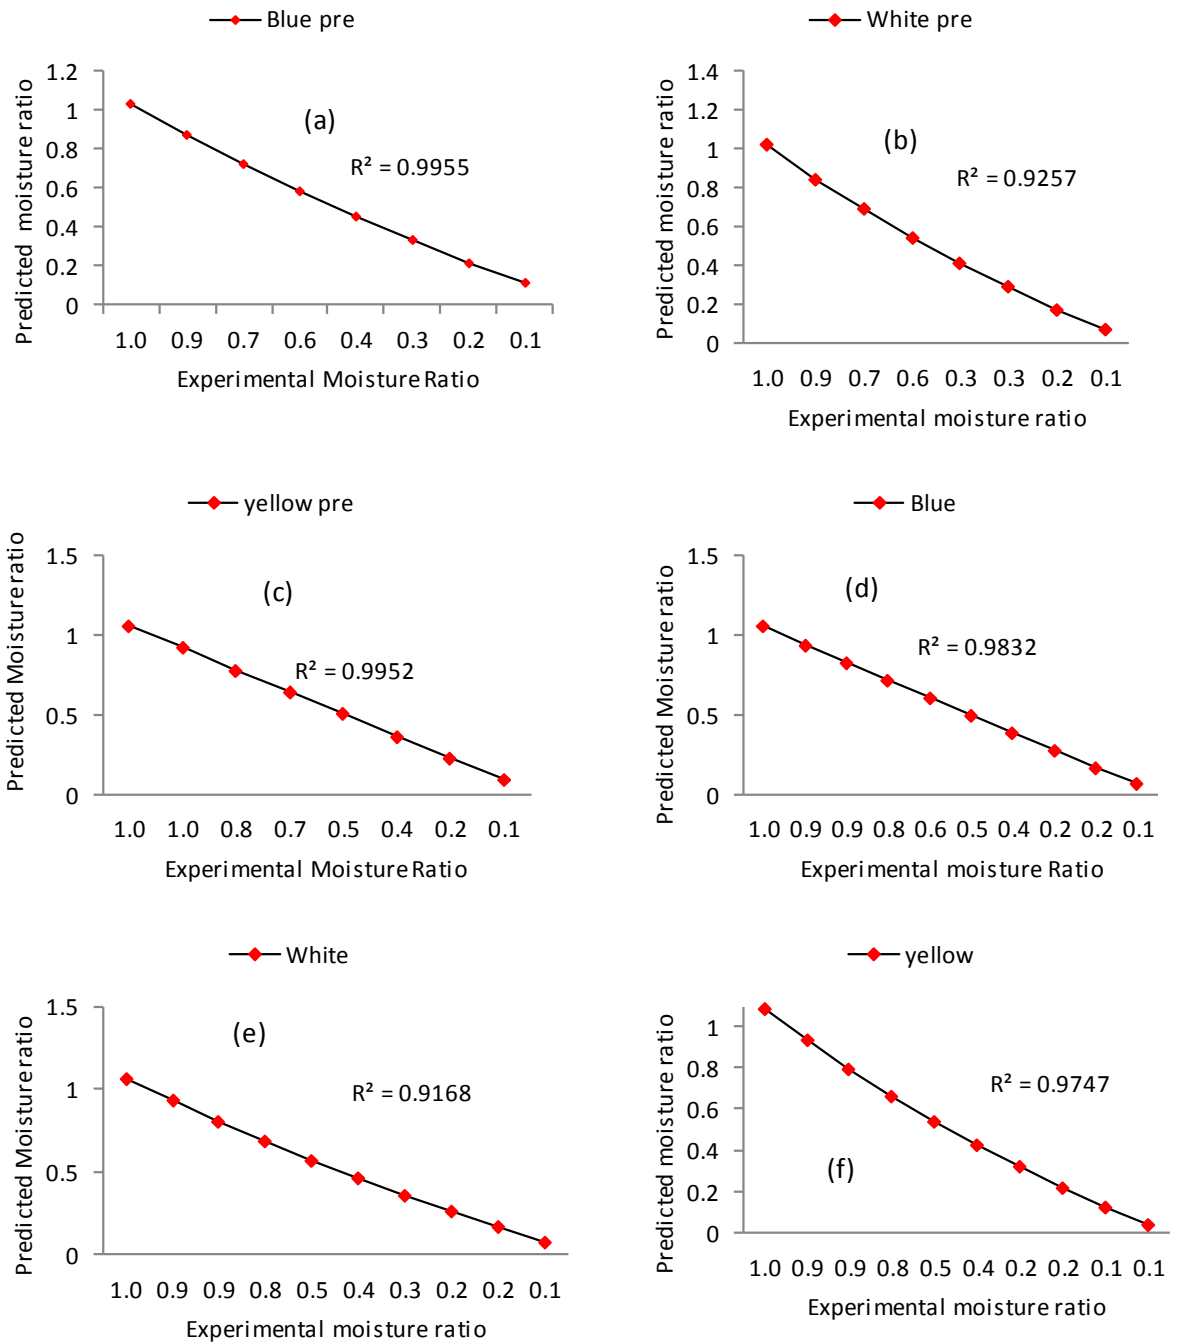 Blue pre
Predicted moisture ratio
1.2
1
0.8
0.6
0.4
0.2
0
(a)
R² = 0.9955
1.0 0.9 0.7 0.6 0.4 0.3 0.2 0.1
Experimental Moisture Ratio
White pre
Predicted moisture ratio
1.4
1.2
1
0.8
0.6
0.4
0.2
0
(b)
R² = 0.9257
1.0 0.9 0.7 0.6 0.3 0.3 0.2 0.1
Experimental moisture ratio
yellow pre
Predicted Moisture ratio
1.5
1
0.5
0
(c)
R² = 0.9952
1.0 1.0 0.8 0.7 0.5 0.4 0.2 0.1
Experimental Moisture Ratio
Blue
Predicted Moisture ratio
1.5
1
0.5
0
(d)
R² = 0.9832
1.0 0.9 0.9 0.8 0.6 0.5 0.4 0.2 0.2 0.1
Experimental moisture Ratio
White
Predicted Moisture ratio
1.5
1
0.5
0
(e)
R² = 0.9168
1.0 0.9 0.9 0.8 0.5 0.4 0.3 0.2 0.2 0.1
Experimental moisture ratio
yellow
Predicted moisture ratio
1
0.8
0.6
0.4
0.2
0
R² = 0.9747
(f)
1.0 0.9 0.9 0.8 0.5 0.4 0.2 0.2 0.1 0.1
Experimental moisture ratio